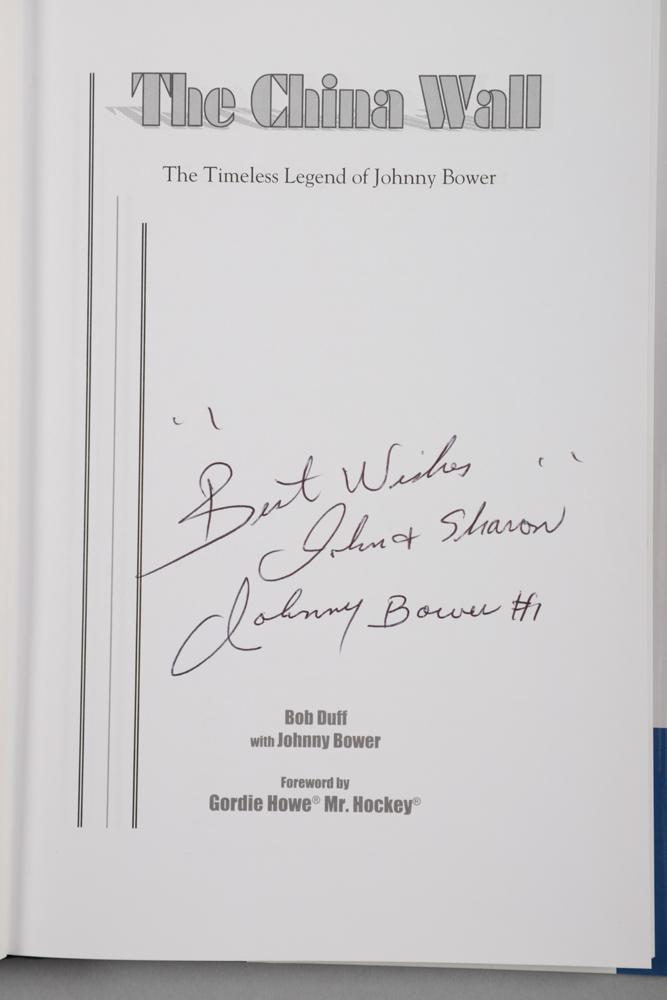 The China Wall
The Timeless Legend of Johnny Bower
" Best Wishes "
John & Sharon
Johnny Bower #1
Bob Duff
with Johnny Bower
Foreword by
Gordie Howe® Mr. Hockey®